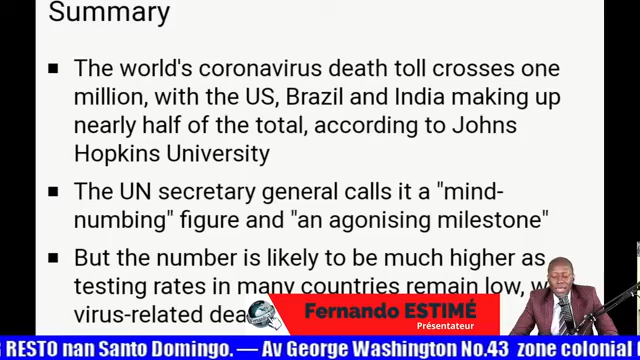 Summary
■ The world's coronavirus death toll crosses one
million, with the US, Brazil and India making up
nearly half of the total, according to Johns
Hopkins University
■ The UN secretary general calls it a "mind-
numbing" figure and "an agonising milestone"
■ But the number is likely to be much higher as
testing rates in many countries remain low,
virus-related
Fernando ESTIMÉ
Présentateur
RESTO nan Santo Domingo. — Av George Washington No.43 zone colonial